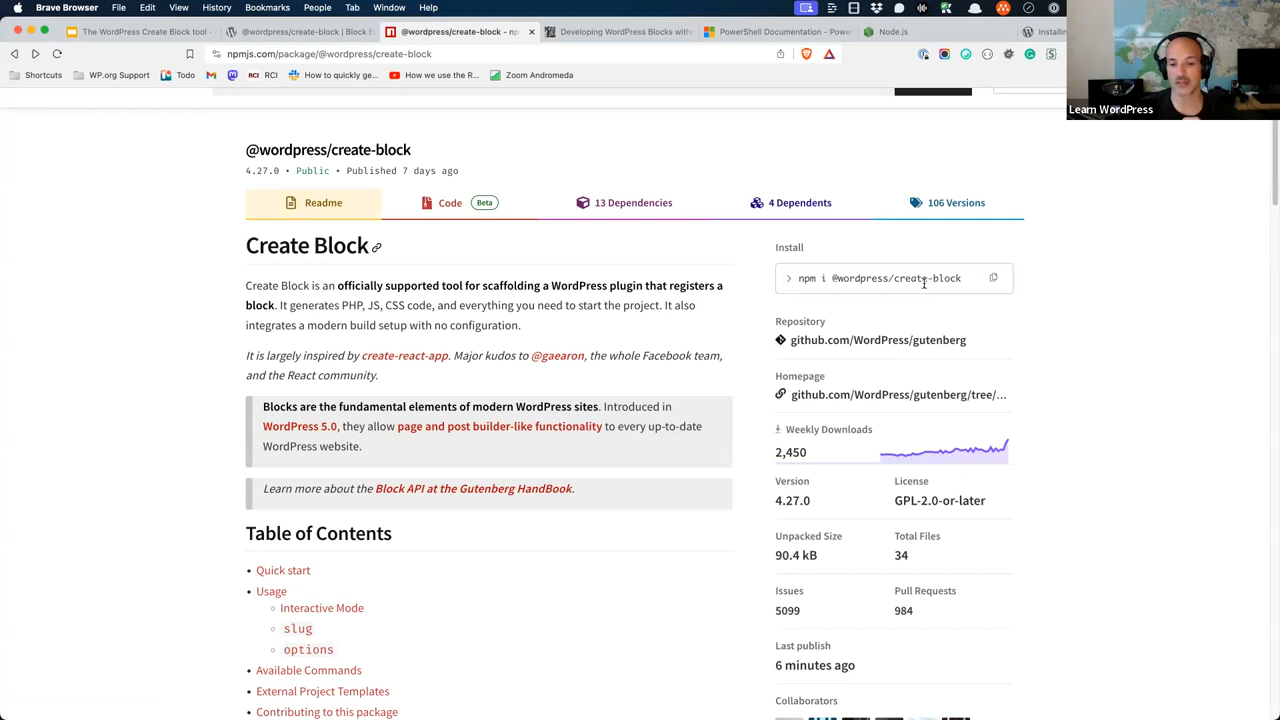 Brave Browser File Edit View History Bookmarks Profiles Tab Window Help
The WordPress Create Block tool -
@wordpress/create-block | Block E
@wordpress/create-block - np
Developing WordPress Blocks with
PowerShell Documentation - Powe
Node.js
Installin
npmjs.com/package/@wordpress/create-block
Shortcuts
WP.org Support
Todo
M
RCI RCI
How to quickly ge...
How we use the R...
Zoom Andromeda
Learn WordPress
@wordpress/create-block
4.27.0 • Public • Published 7 days ago
Readme
Code Beta
13 Dependencies
4 Dependents
106 Versions
Create Block
Create Block is an officially supported tool for scaffolding a WordPress plugin that registers a
block. It generates PHP, JS, CSS code, and everything you need to start the project. It also
integrates a modern build setup with no configuration.
It is largely inspired by create-react-app. Major kudos to @gaearon, the whole Facebook team,
and the React community.
Blocks are the fundamental elements of modern WordPress sites. Introduced in
WordPress 5.0, they allow page and post builder-like functionality to every up-to-date
WordPress website.
Learn more about the Block API at the Gutenberg HandBook.
Table of Contents
• Quick start
• Usage
◦ Interactive Mode
◦ slug
◦ options
• Available Commands
• External Project Templates
• Contributing to this package
Install
> npm i @wordpress/create-block
Repository
github.com/WordPress/gutenberg
Homepage
github.com/WordPress/gutenberg/tree/...
Weekly Downloads
2,450
Version License
4.27.0 GPL-2.0-or-later
Unpacked Size Total Files
90.4 kB 34
Issues Pull Requests
5099 984
Last publish
6 minutes ago
Collaborators